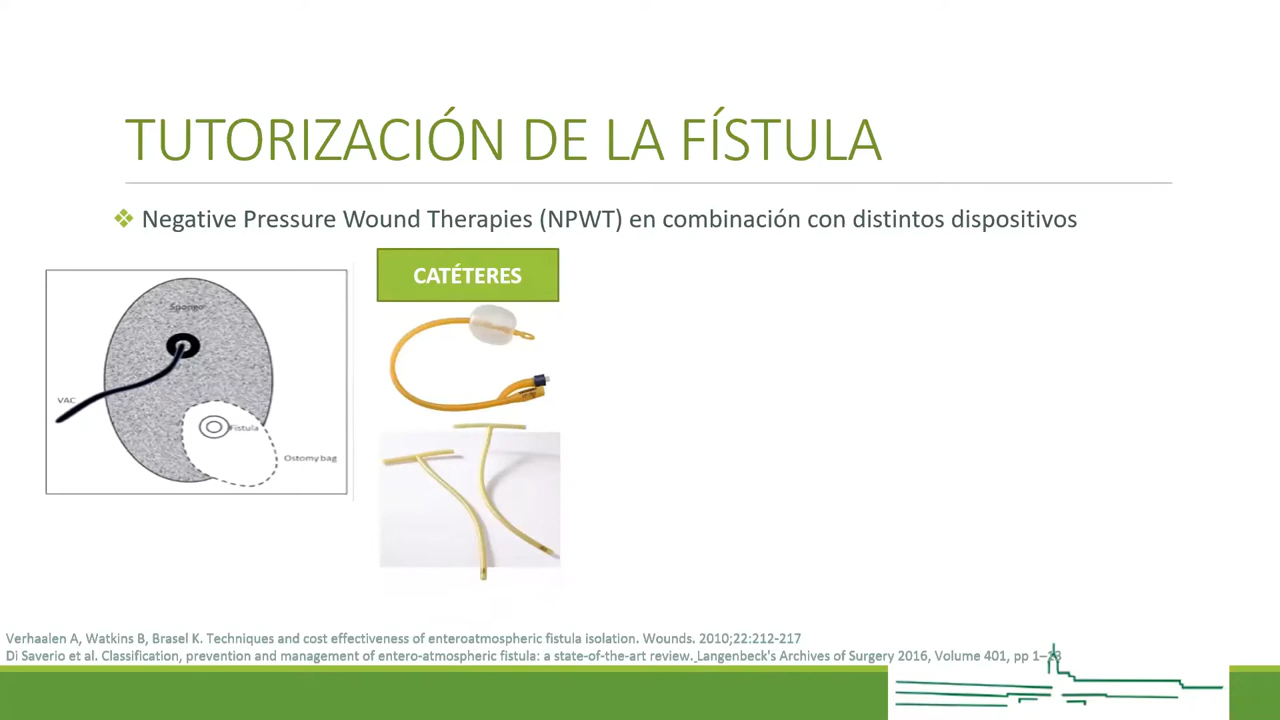 TUTORIZACIÓN DE LA FÍSTULA
❖ Negative Pressure Wound Therapies (NPWT) en combinación con distintos dispositivos
CATÉTERES
Sponge
VAC
Fistula
Ostomy bag
Verhaalen A, Watkins B, Brasel K. Techniques and cost effectiveness of enteroatmospheric fistula isolation. Wounds. 2010;22:212-217
Di Saverio et al. Classification, prevention and management of entero-atmospheric fistula: a state-of-the-art review. Langenbeck's Archives of Surgery 2016, Volume 401, pp 1–13